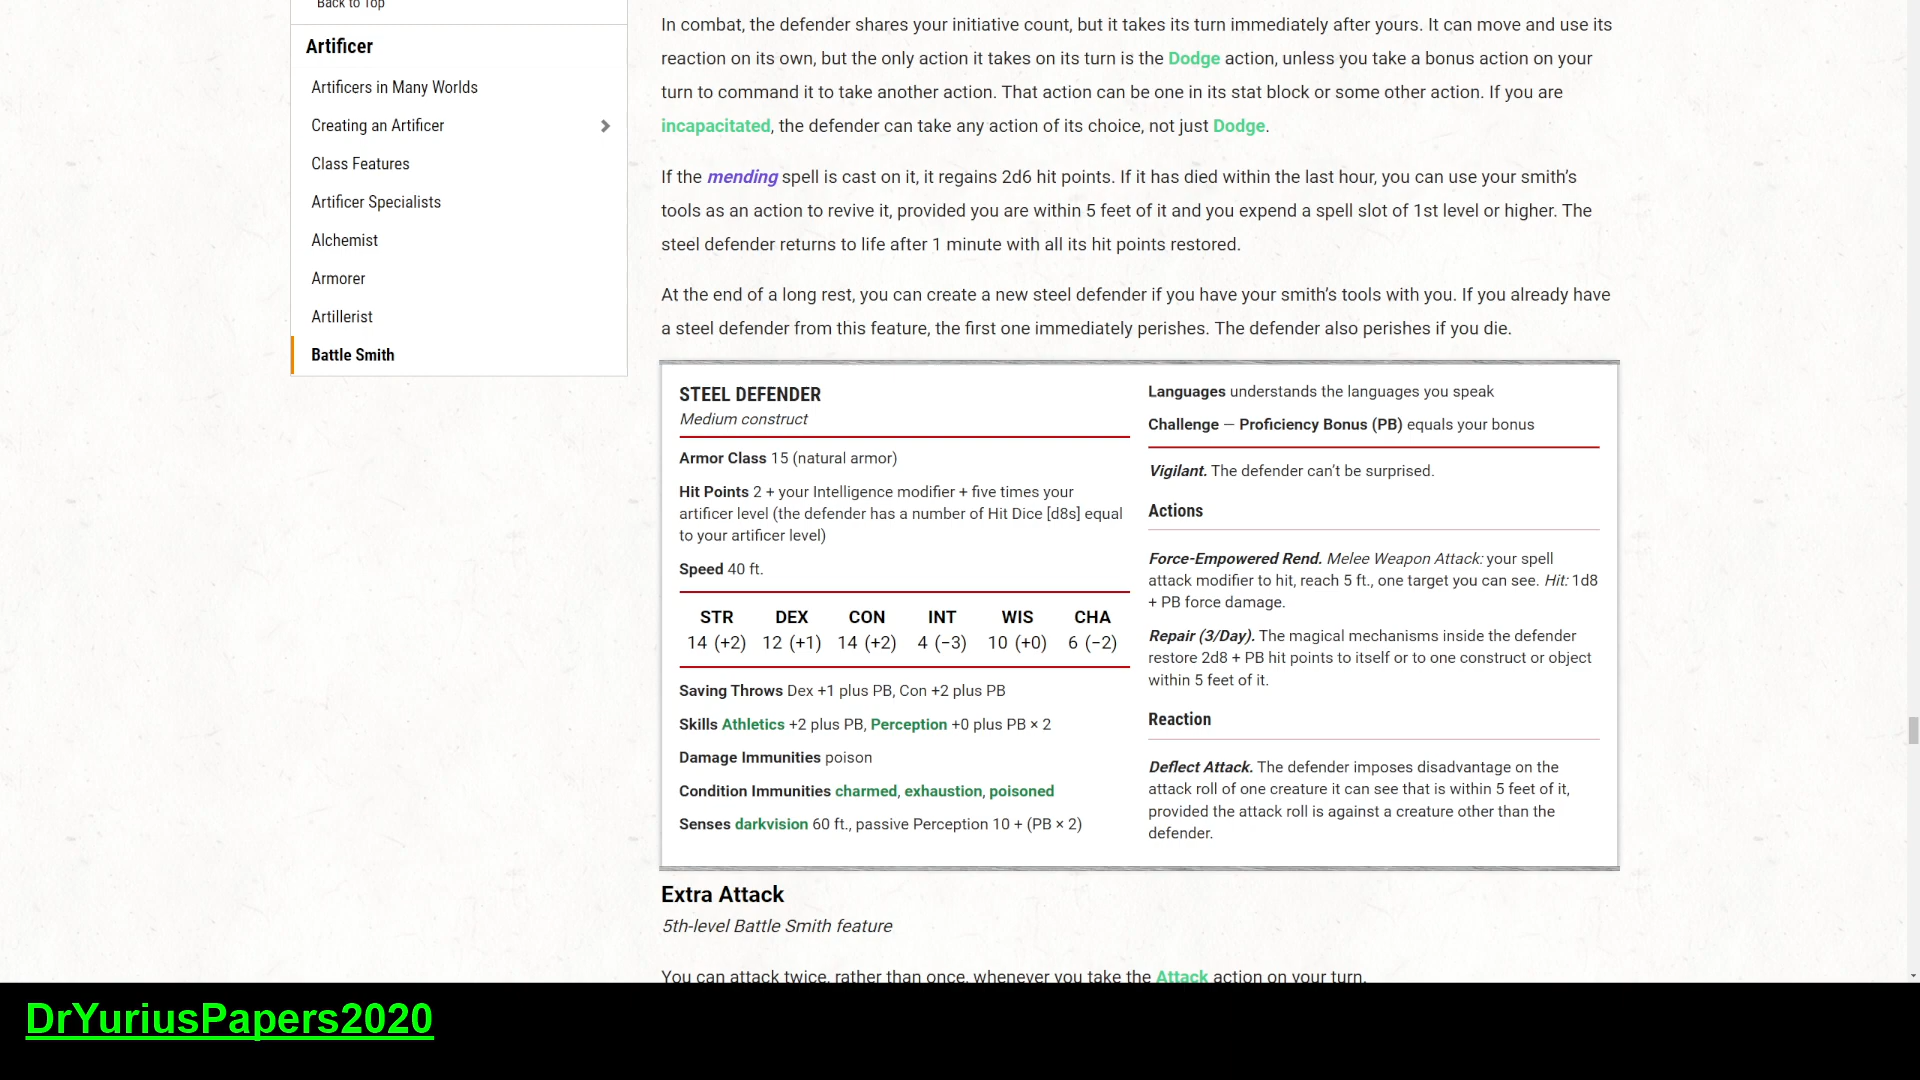 Back to Top
Artificer
Artificers in Many Worlds
Creating an Artificer
Class Features
Artificer Specialists
Alchemist
Armorer
Artillerist
Battle Smith
In combat, the defender shares your initiative count, but it takes its turn immediately after yours. It can move and use its
reaction on its own, but the only action it takes on its turn is the Dodge action, unless you take a bonus action on your
turn to command it to take another action. That action can be one in its stat block or some other action. If you are
incapacitated, the defender can take any action of its choice, not just Dodge.
If the mending spell is cast on it, it regains 2d6 hit points. If it has died within the last hour, you can use your smith’s
tools as an action to revive it, provided you are within 5 feet of it and you expend a spell slot of 1st level or higher. The
steel defender returns to life after 1 minute with all its hit points restored.
At the end of a long rest, you can create a new steel defender if you have your smith’s tools with you. If you already have
a steel defender from this feature, the first one immediately perishes. The defender also perishes if you die.
STEEL DEFENDER
Medium construct
Armor Class 15 (natural armor)
Hit Points 2 + your Intelligence modifier + five times your
artificer level (the defender has a number of Hit Dice [d8s] equal
to your artificer level)
Speed 40 ft.
STR DEX CON INT WIS CHA
14 (+2) 12 (+1) 14 (+2) 4 (−3) 10 (+0) 6 (−2)
Saving Throws Dex +1 plus PB, Con +2 plus PB
Skills Athletics +2 plus PB, Perception +0 plus PB × 2
Damage Immunities poison
Condition Immunities charmed, exhaustion, poisoned
Senses darkvision 60 ft., passive Perception 10 + (PB × 2)
Languages understands the languages you speak
Challenge — Proficiency Bonus (PB) equals your bonus
Vigilant. The defender can’t be surprised.
Actions
Force-Empowered Rend. Melee Weapon Attack: your spell
attack modifier to hit, reach 5 ft., one target you can see. Hit: 1d8
+ PB force damage.
Repair (3/Day). The magical mechanisms inside the defender
restore 2d8 + PB hit points to itself or to one construct or object
within 5 feet of it.
Reaction
Deflect Attack. The defender imposes disadvantage on the
attack roll of one creature it can see that is within 5 feet of it,
provided the attack roll is against a creature other than the
defender.
Extra Attack
5th-level Battle Smith feature
You can attack twice, rather than once, whenever you take the Attack action on your turn.
DrYuriusPapers2020